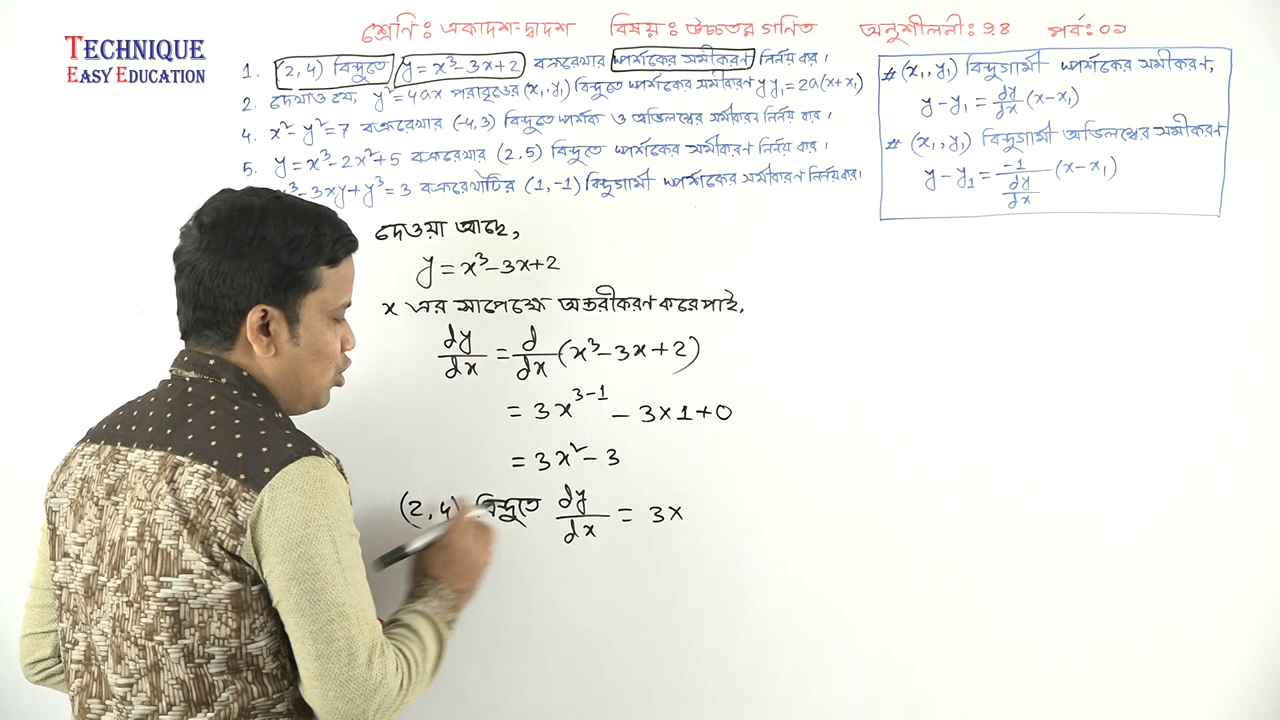 TECHNIQUE
EASY EDUCATION
শ্রেণি : একাদশ-দ্বাদশ বিষয় : উচ্চতর গণিত অনুশীলনী : ৯.৪ পর্ব : ০১
1. (2, 4) বিন্দুতে y = x³ - 3x + 2 বক্ররেখার স্পর্শকের সমীকরণ নির্ণয় কর।
2. দেখাও যে, y² = 4ax পরাবৃত্তের (x₁, y₁) বিন্দুতে স্পর্শকের সমীকরণ yy₁ = 2a(x + x₁)
4. x² - y² = 7 বক্ররেখার (-4, 3) বিন্দুতে স্পর্শক ও অভিলম্বের সমীকরণ নির্ণয় কর।
5. y = x³ - 2x² + 5 বক্ররেখার (2, 5) বিন্দুতে স্পর্শকের সমীকরণ নির্ণয় কর।
x³ - 3xy + y³ = 3 বক্ররেখাটির (1, -1) বিন্দুগামী স্পর্শকের সমীকরণ নির্ণয় কর।
# (x₁, y₁) বিন্দুগামী স্পর্শকের সমীকরণ,
y - y₁ = dy/dx (x - x₁)
# (x₁, y₁) বিন্দুগামী অভিলম্বের সমীকরণ
y - y₁ = -1/(dy/dx) (x - x₁)
দেওয়া আছে,
y = x³ - 3x + 2
x এর সাপেক্ষে অন্তরীকরণ করে পাই,
dy/dx = d/dx (x³ - 3x + 2)
= 3x³⁻¹ - 3×1 + 0
= 3x² - 3
(2, 4) বিন্দুতে dy/dx = 3×